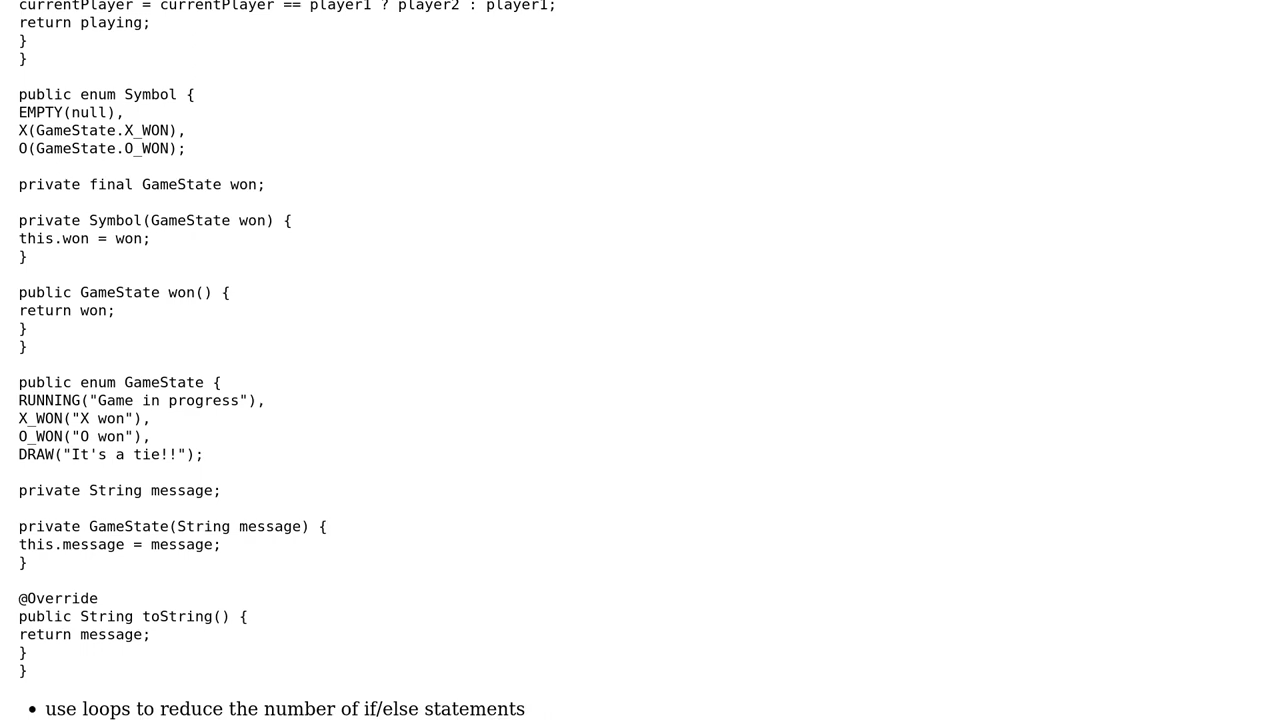 currentPlayer = currentPlayer == player1 ? player2 : player1;
return playing;
}
}
public enum Symbol {
EMPTY(null),
X(GameState.X_WON),
O(GameState.O_WON);
private final GameState won;
private Symbol(GameState won) {
this.won = won;
}
public GameState won() {
return won;
}
}
public enum GameState {
RUNNING("Game in progress"),
X_WON("X won"),
O_WON("O won"),
DRAW("It's a tie!!");
private String message;
private GameState(String message) {
this.message = message;
}
@Override
public String toString() {
return message;
}
}
• use loops to reduce the number of if/else statements